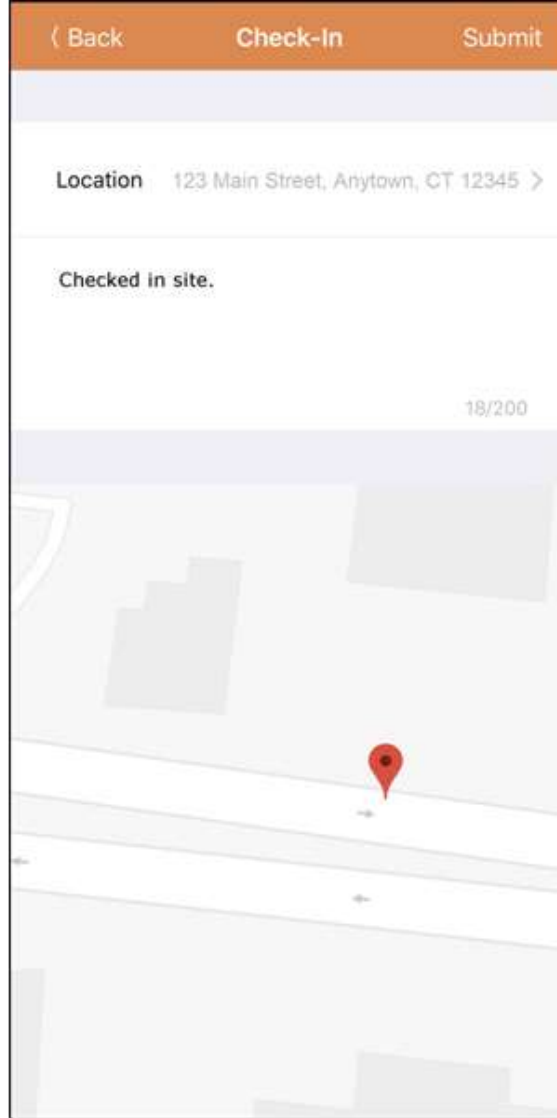 ⟨ Back Check-In Submit
Location 123 Main Street, Anytown, CT 12345 >
Checked in site.
18/200